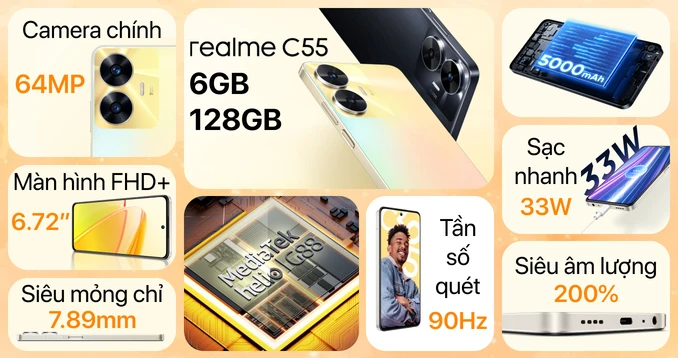 Camera chính
64MP
realme C55
6GB
128GB
5000mAh
Màn hình FHD+
6.72"
MediaTek
helio G88
Tần
số
quét
90Hz
Sạc
nhanh
33W
33W
Siêu mỏng chỉ
7.89mm
Siêu âm lượng
200%